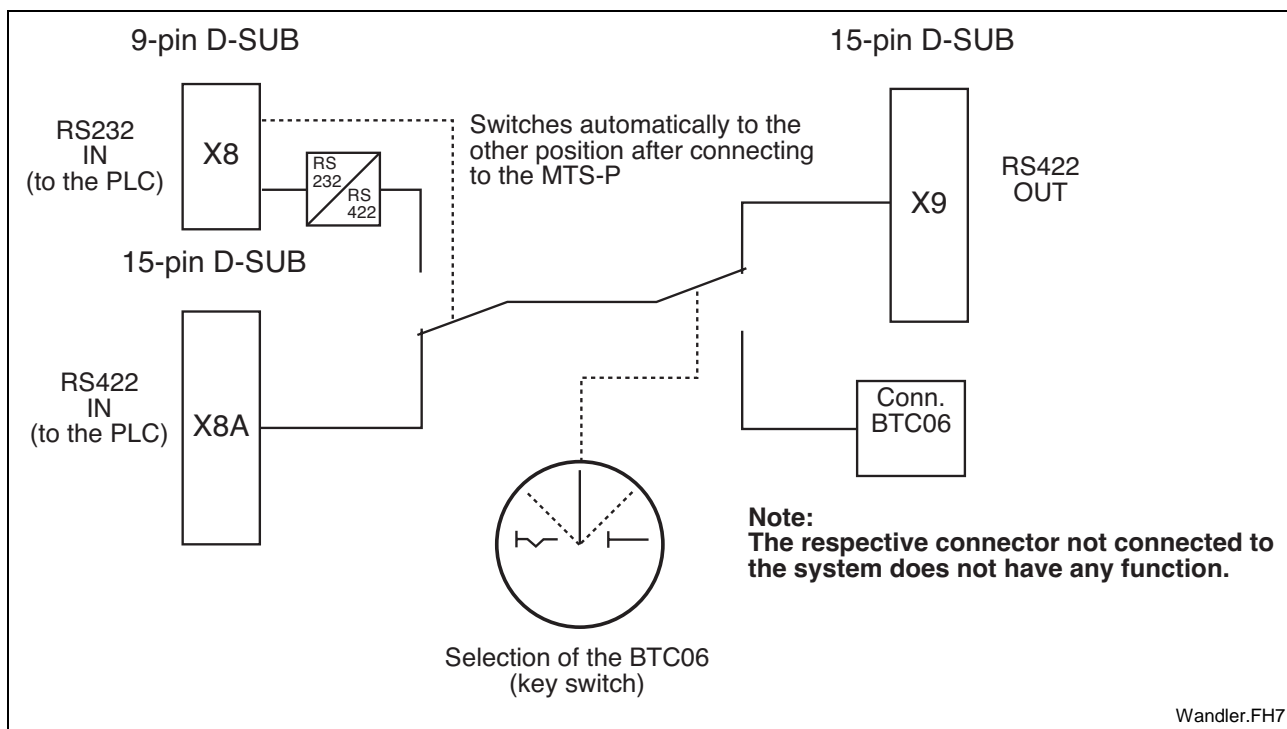 9-pin D-SUB
15-pin D-SUB
RS232
IN
(to the PLC)
X8
RS
232
RS
422
Switches automatically to the
other position after connecting
to the MTS-P
X9
RS422
OUT
15-pin D-SUB
RS422
IN
(to the PLC)
X8A
Conn.
BTC06
Note:
The respective connector not connected to
the system does not have any function.
Selection of the BTC06
(key switch)
Wandler.FH7